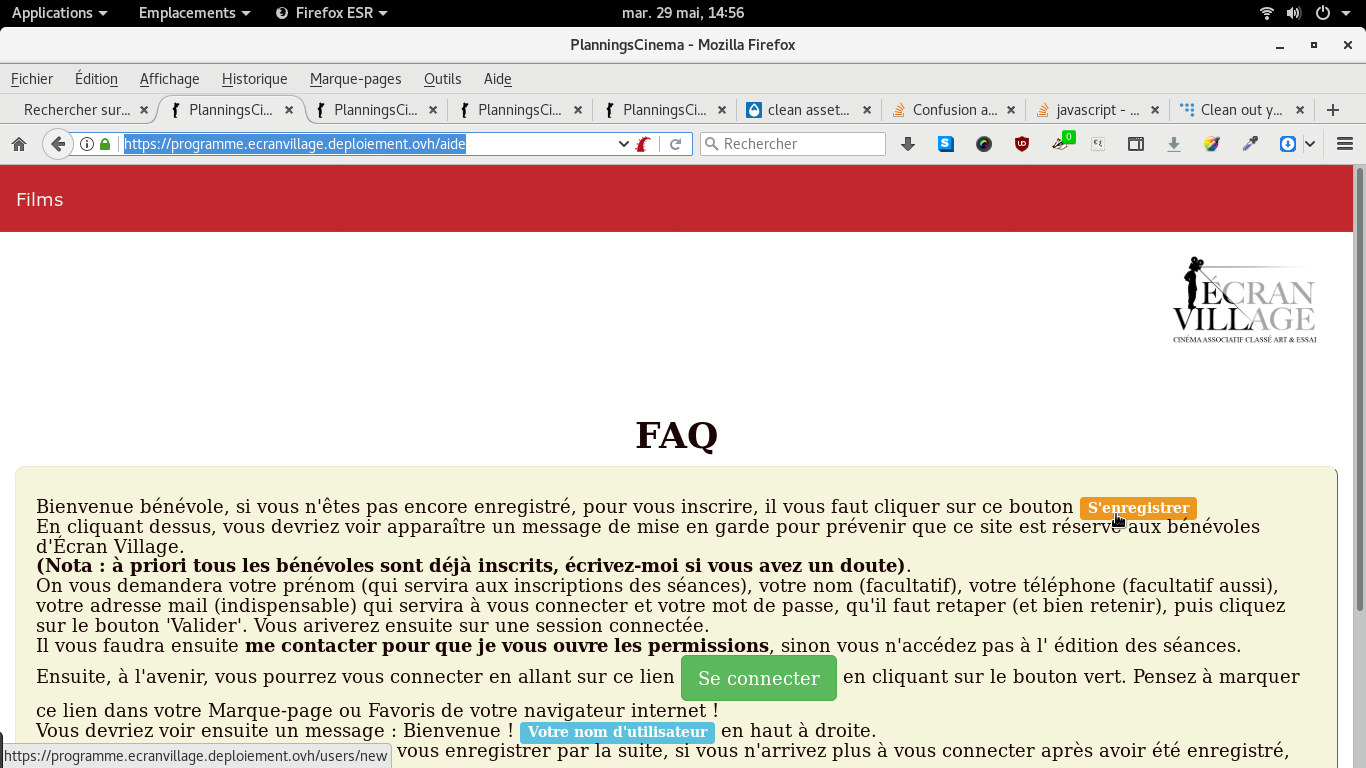 Applications Emplacements Firefox ESR mar. 29 mai, 14:56
PlanningsCinema - Mozilla Firefox
Fichier Édition Affichage Historique Marque-pages Outils Aide
Rechercher sur... PlanningsCi... PlanningsCi... PlanningsCi... PlanningsCi... clean asset... Confusion a... javascript - ... Clean out y...
https://programme.ecranvillage.deploiement.ovh/aide Rechercher 0
Films
ÉCRAN
VILLAGE
CINÉMA ASSOCIATIF CLASSÉ ART & ESSAI
FAQ
Bienvenue bénévole, si vous n'êtes pas encore enregistré, pour vous inscrire, il vous faut cliquer sur ce bouton S'enregistrer
En cliquant dessus, vous devriez voir apparaître un message de mise en garde pour prévenir que ce site est réservé aux bénévoles
d'Écran Village.
(Nota : à priori tous les bénévoles sont déjà inscrits, écrivez-moi si vous avez un doute).
On vous demandera votre prénom (qui servira aux inscriptions des séances), votre nom (facultatif), votre téléphone (facultatif aussi),
votre adresse mail (indispensable) qui servira à vous connecter et votre mot de passe, qu'il faut retaper (et bien retenir), puis cliquez
sur le bouton 'Valider'. Vous ariverez ensuite sur une session connectée.
Il vous faudra ensuite me contacter pour que je vous ouvre les permissions, sinon vous n'accédez pas à l' édition des séances.
Ensuite, à l'avenir, vous pourrez vous connecter en allant sur ce lien Se connecter en cliquant sur le bouton vert. Pensez à marquer
ce lien dans votre Marque-page ou Favoris de votre navigateur internet !
Vous devriez voir ensuite un message : Bienvenue ! Votre nom d'utilisateur en haut à droite.
vous enregistrer par la suite, si vous n'arrivez plus à vous connecter après avoir été enregistré,
https://programme.ecranvillage.deploiement.ovh/users/new